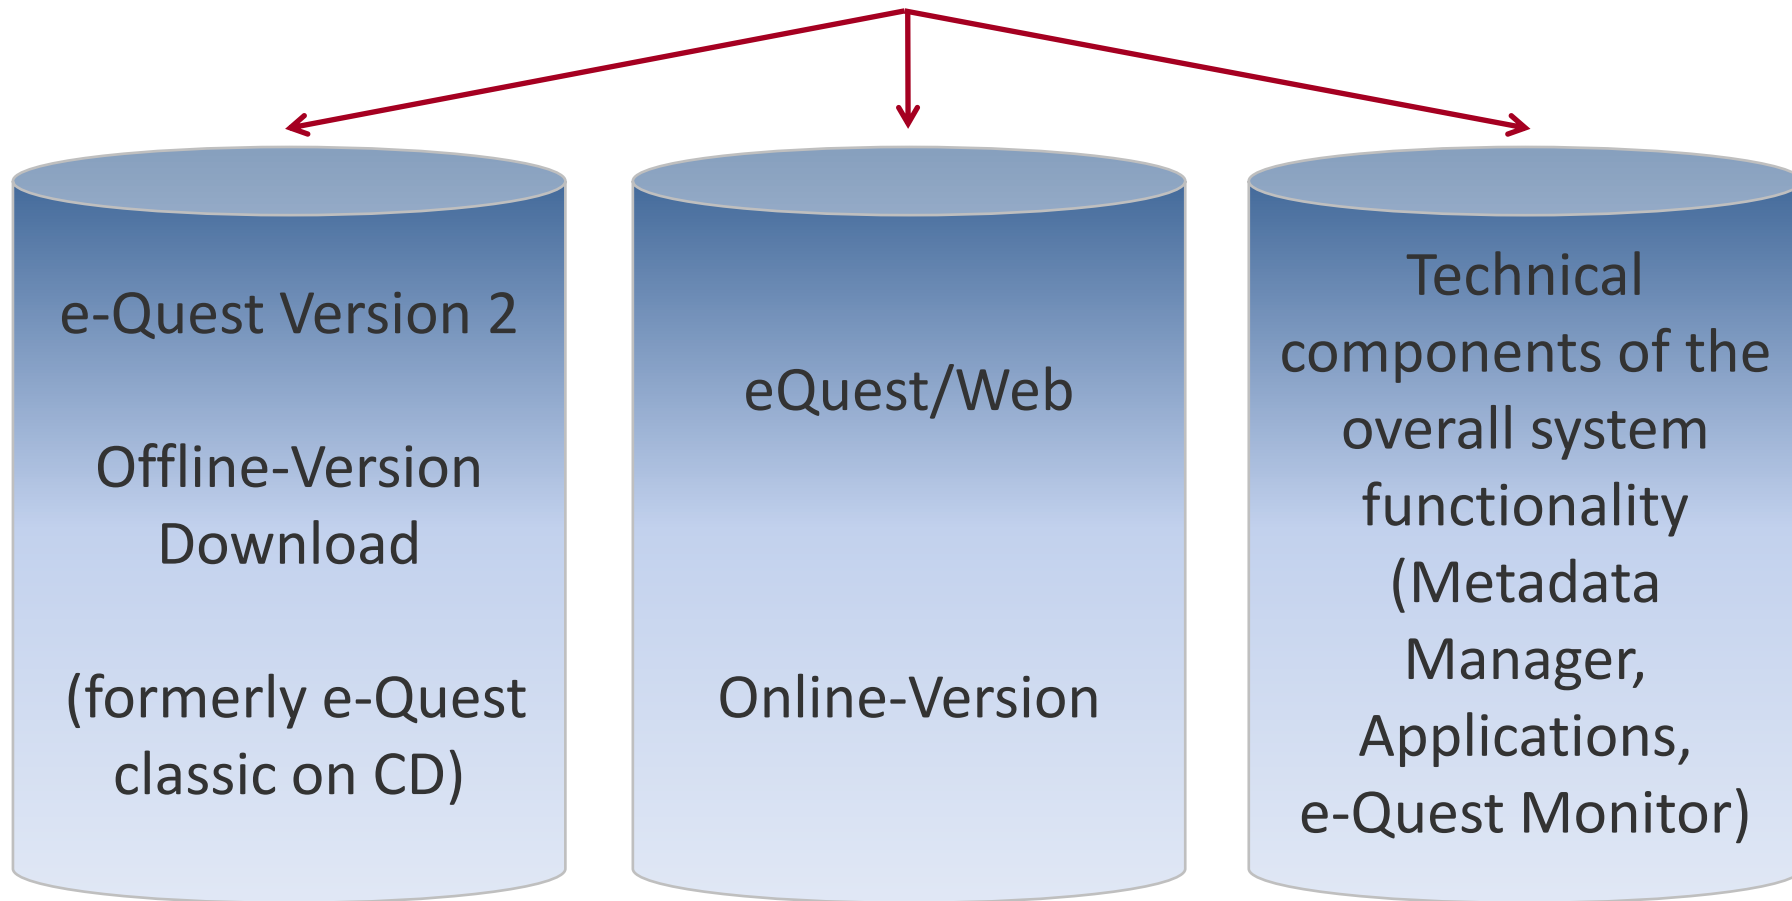 e-Quest Version 2
Offline-Version
Download
(formerly e-Quest
classic on CD)
eQuest/Web
Online-Version
Technical
components of the
overall system
functionality
(Metadata
Manager,
Applications,
e-Quest Monitor)